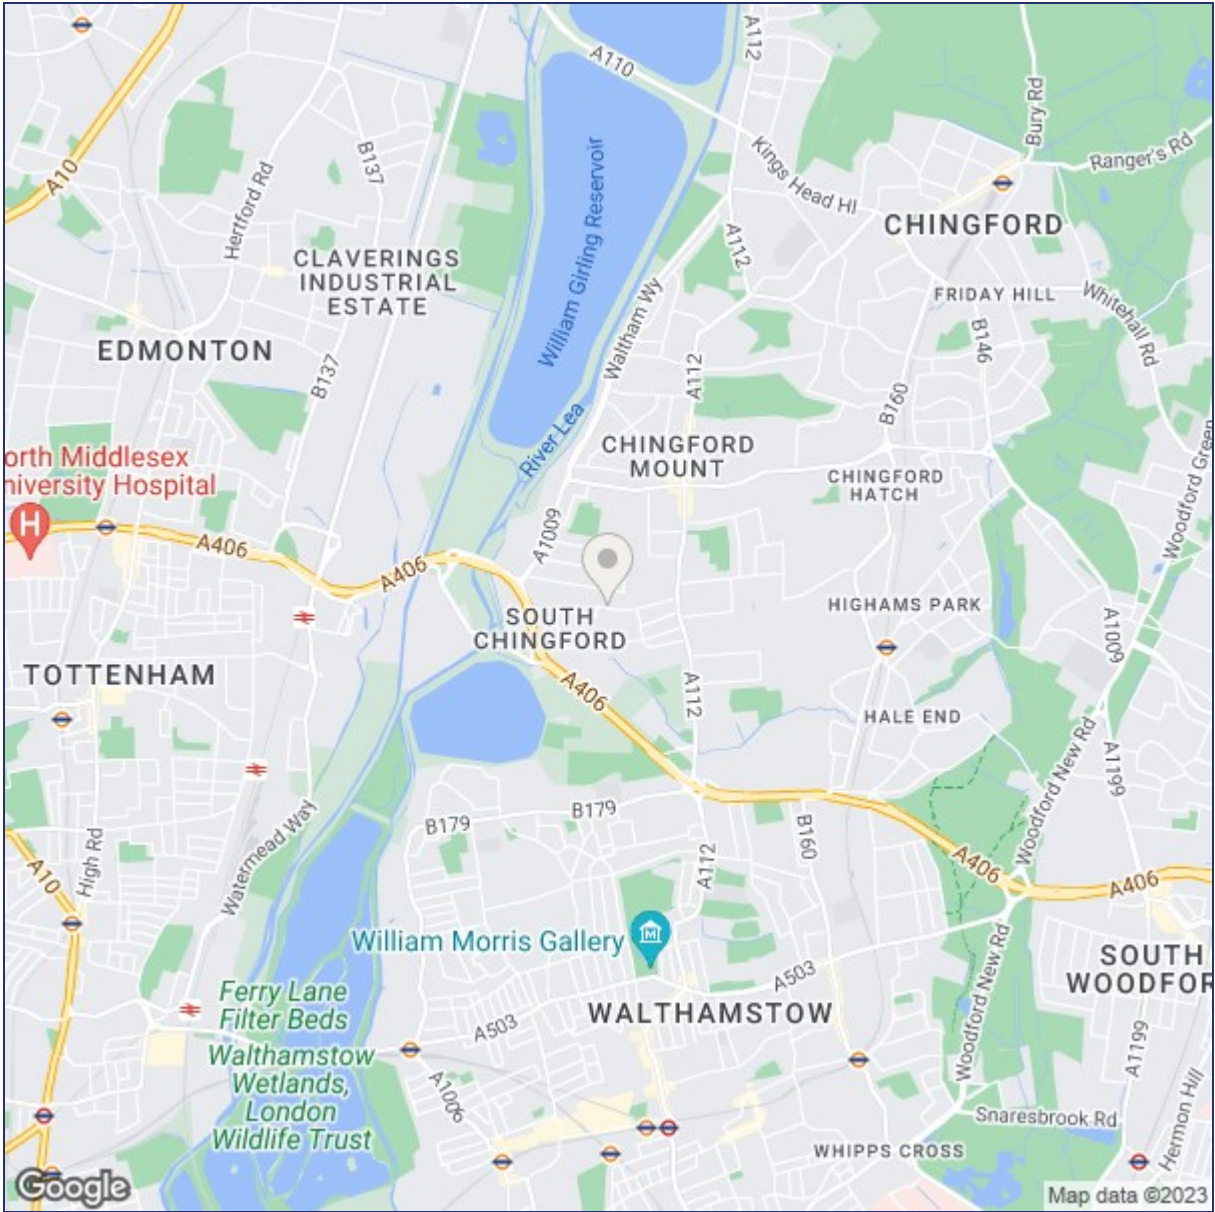 A112
A110
Bury Rd
Ranger's Rd
A10
B137
Hertford Rd
Kings Head Hl
William Girling Reservoir
CHINGFORD
A112
CLAVERINGS
INDUSTRIAL
ESTATE
FRIDAY HILL
Whitehall Rd
Waltham Wy
B146
EDMONTON
B137
A112
B160
River Lea
CHINGFORD
MOUNT
CHINGFORD
HATCH
Woodford Green
orth Middlesex
niversity Hospital
H
A406
A406
A1009
SOUTH
CHINGFORD
HIGHAMS PARK
A1009
TOTTENHAM
A406
A112
HALE END
Woodford New Rd
A1199
B179
B179
B160
Watermead Way
High Rd
A10
A112
A406
A406
William Morris Gallery
M
SOUTH
WOODFOR
Woodford New Rd
A503
WALTHAMSTOW
Ferry Lane
Filter Beds
A503
Walthamstow
Wetlands,
London
Wildlife Trust
A1006
A1199
Snaresbrook Rd
Hermon Hill
WHIPPS CROSS
Google
Map data ©2023